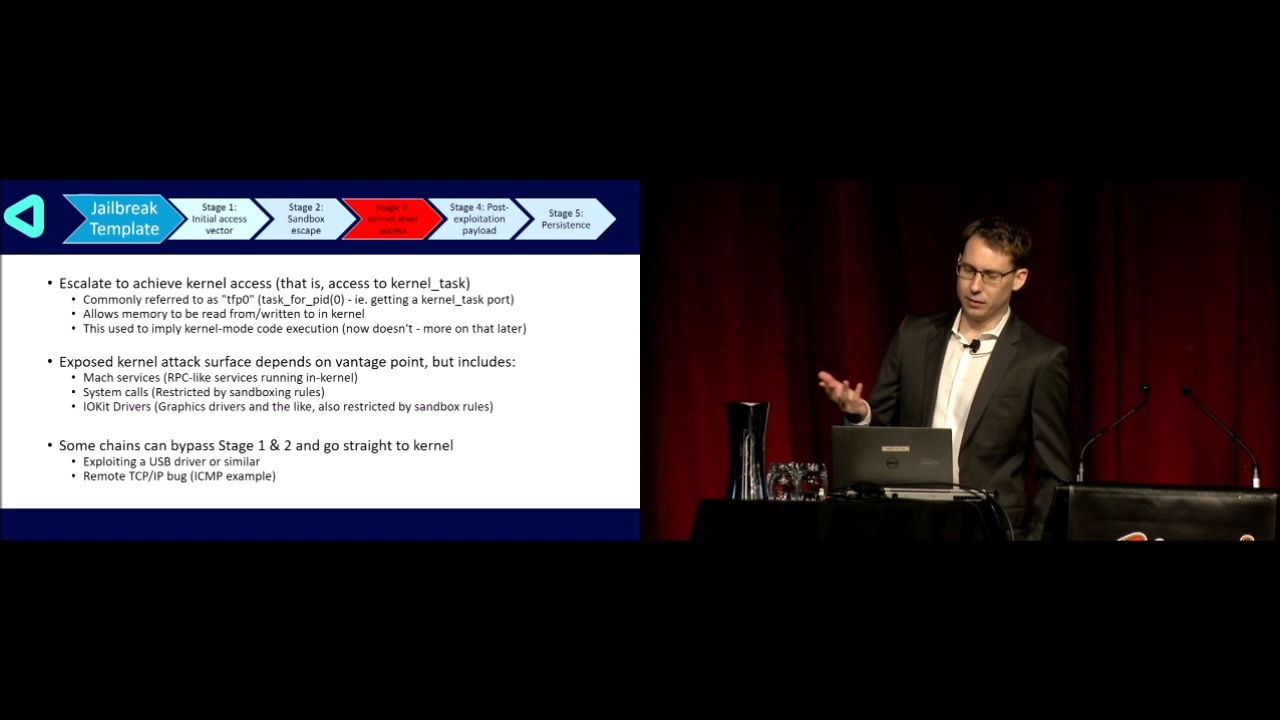 Jailbreak
Template
Stage 1:
Initial access
vector
Stage 2:
Sandbox
escape
Stage 3
Kernel level
access
Stage 4: Post-
exploitation
payload
Stage 5:
Persistence
• Escalate to achieve kernel access (that is, access to kernel_task)
• Commonly referred to as "tfp0" (task_for_pid(0) - ie. getting a kernel_task port)
• Allows memory to be read from/written to in kernel
• This used to imply kernel-mode code execution (now doesn't - more on that later)
• Exposed kernel attack surface depends on vantage point, but includes:
• Mach services (RPC-like services running in-kernel)
• System calls (Restricted by sandboxing rules)
• IOKit Drivers (Graphics drivers and the like, also restricted by sandbox rules)
• Some chains can bypass Stage 1 & 2 and go straight to kernel
• Exploiting a USB driver or similar
• Remote TCP/IP bug (ICMP example)
DELL